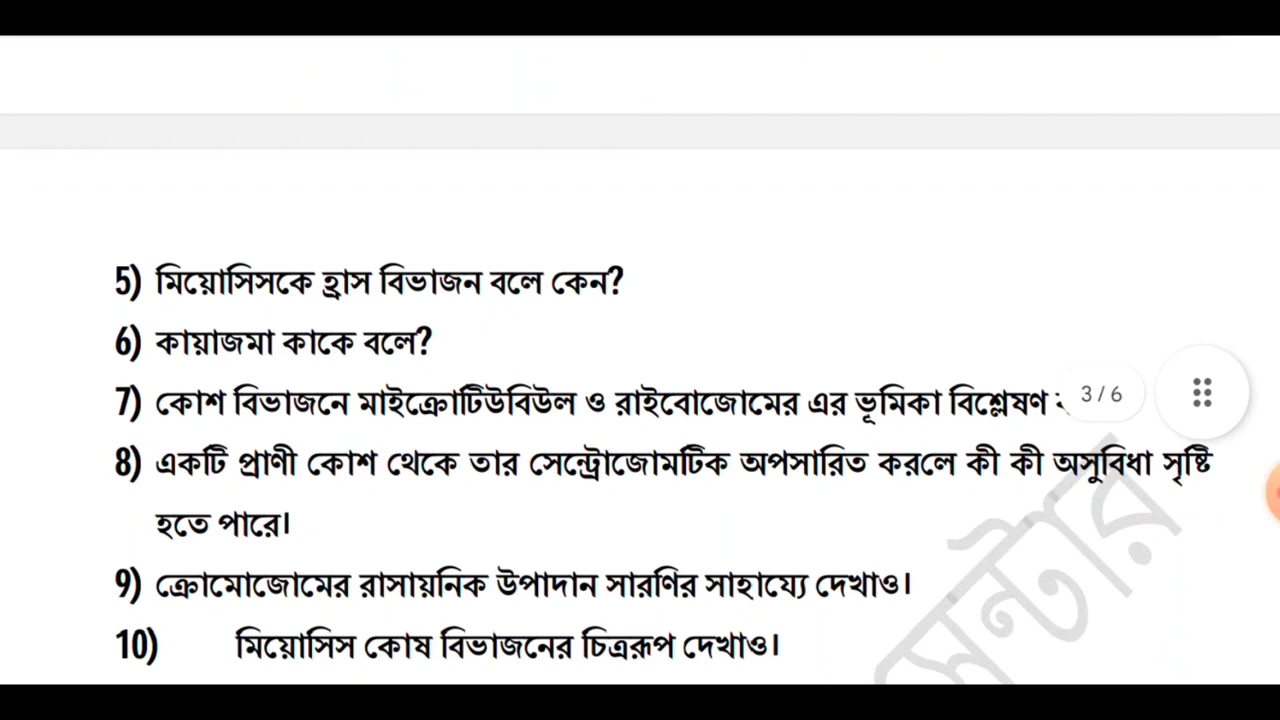 5) মিয়োসিসকে হ্রাস বিভাজন বলে কেন?
6) কায়াজমা কাকে বলে?
7) কোশ বিভাজনে মাইক্রোটিউবিউল ও রাইবোজোমের এর ভূমিকা বিশ্লেষণ
3 / 6
8) একটি প্রাণী কোশ থেকে তার সেন্ট্রোজোমটিক অপসারিত করলে কী কী অসুবিধা সৃষ্টি
হতে পারে।
9) ক্রোমোজোমের রাসায়নিক উপাদান সারণির সাহায্যে দেখাও।
10) মিয়োসিস কোষ বিভাজনের চিত্ররূপ দেখাও।